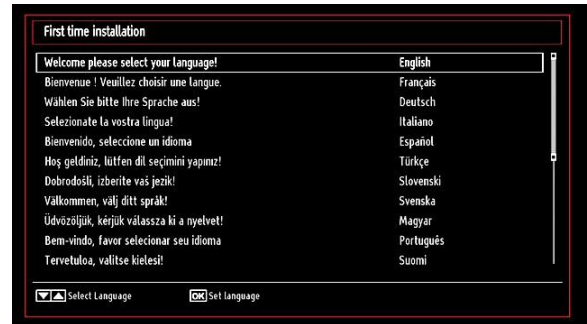 First time installation
Welcome please select your language! English
Bienvenue ! Veuillez choisir une langue. Français
Wählen Sie bitte Ihre Sprache aus! Deutsch
Selezionate la vostra lingua! Italiano
Bienvenido, seleccione un idioma Español
Hoş geldiniz, lütfen dil seçimini yapınız! Türkçe
Dobrodošli, izberite vaš jezik! Slovenski
Välkommen, välj ditt språk! Svenska
Üdvözöljük, kérjük válassza ki a nyelvet! Magyar
Bem-vindo, favor selecionar seu idioma Português
Tervetuloa, valitse kielesi! Suomi
Select Language OK Set language